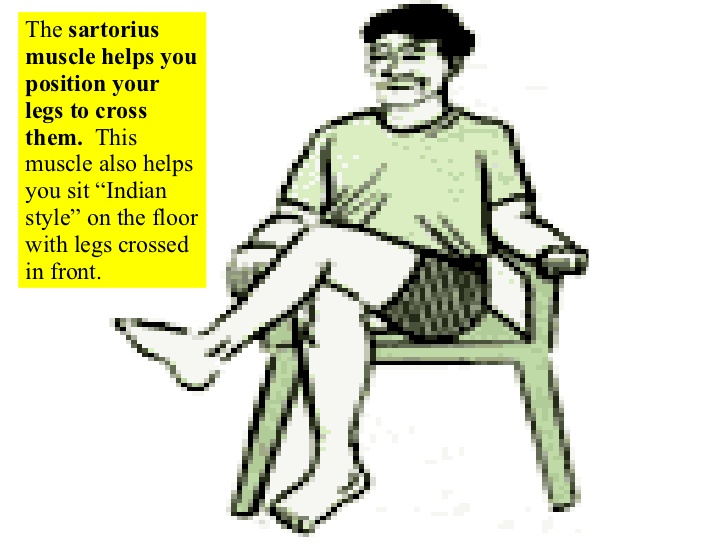 The sartorius
muscle helps you
position your
legs to cross
them.  This
muscle also helps
you sit “Indian
style” on the floor
with legs crossed
in front.